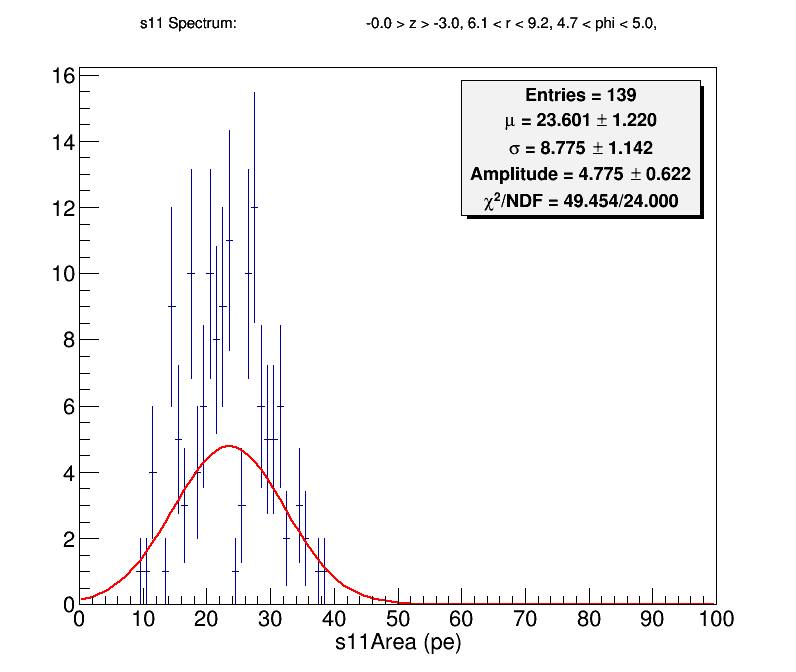 s11 Spectrum: -0.0 > z > -3.0, 6.1 < r < 9.2, 4.7 < phi < 5.0,
Entries = 139
μ = 23.601 ± 1.220
σ = 8.775 ± 1.142
Amplitude = 4.775 ± 0.622
χ²/NDF = 49.454/24.000
16
14
12
10
8
6
4
2
0
0 10 20 30 40 50 60 70 80 90 100
s11Area (pe)